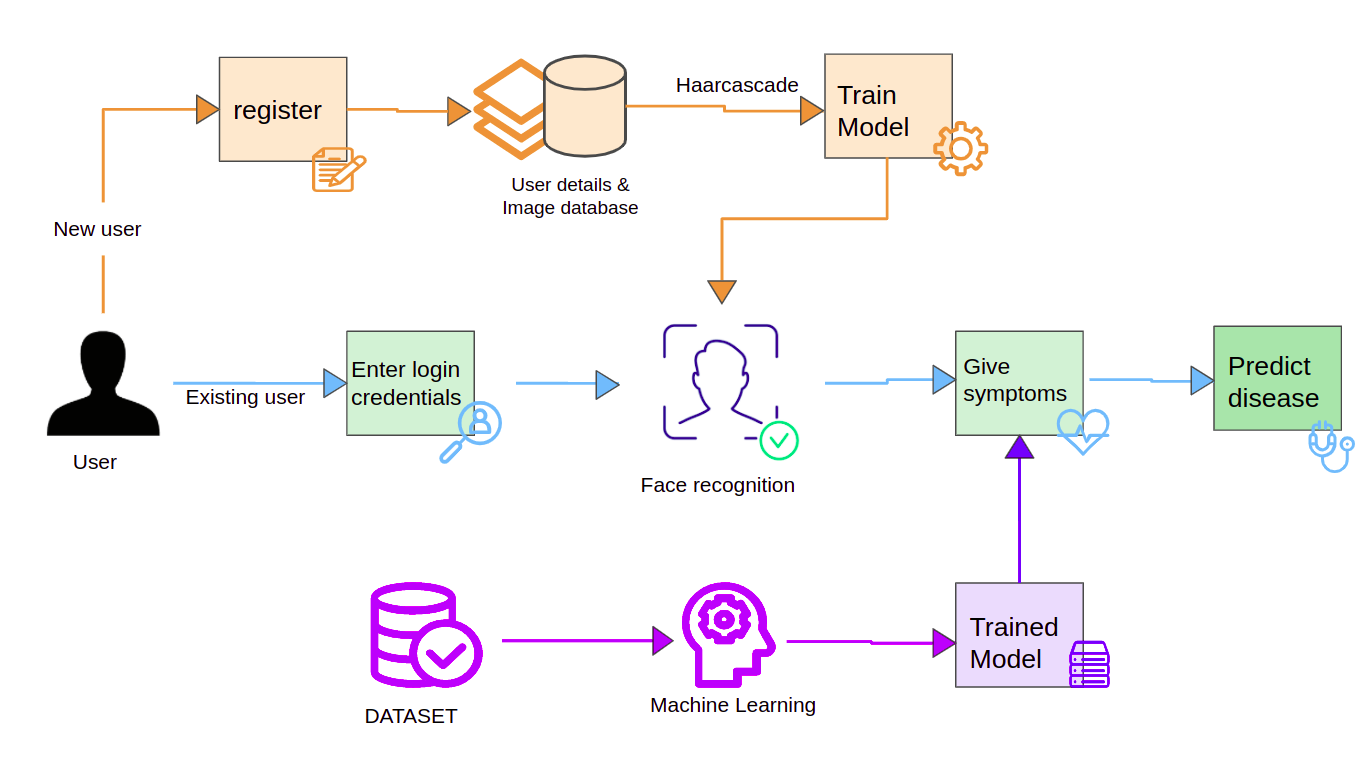 register
User details &
Image database
Haarcascade
Train
Model
New user
User
Existing user
Enter login
credentials
Face recognition
Give
symptoms
Predict
disease
DATASET
Machine Learning
Trained
Model